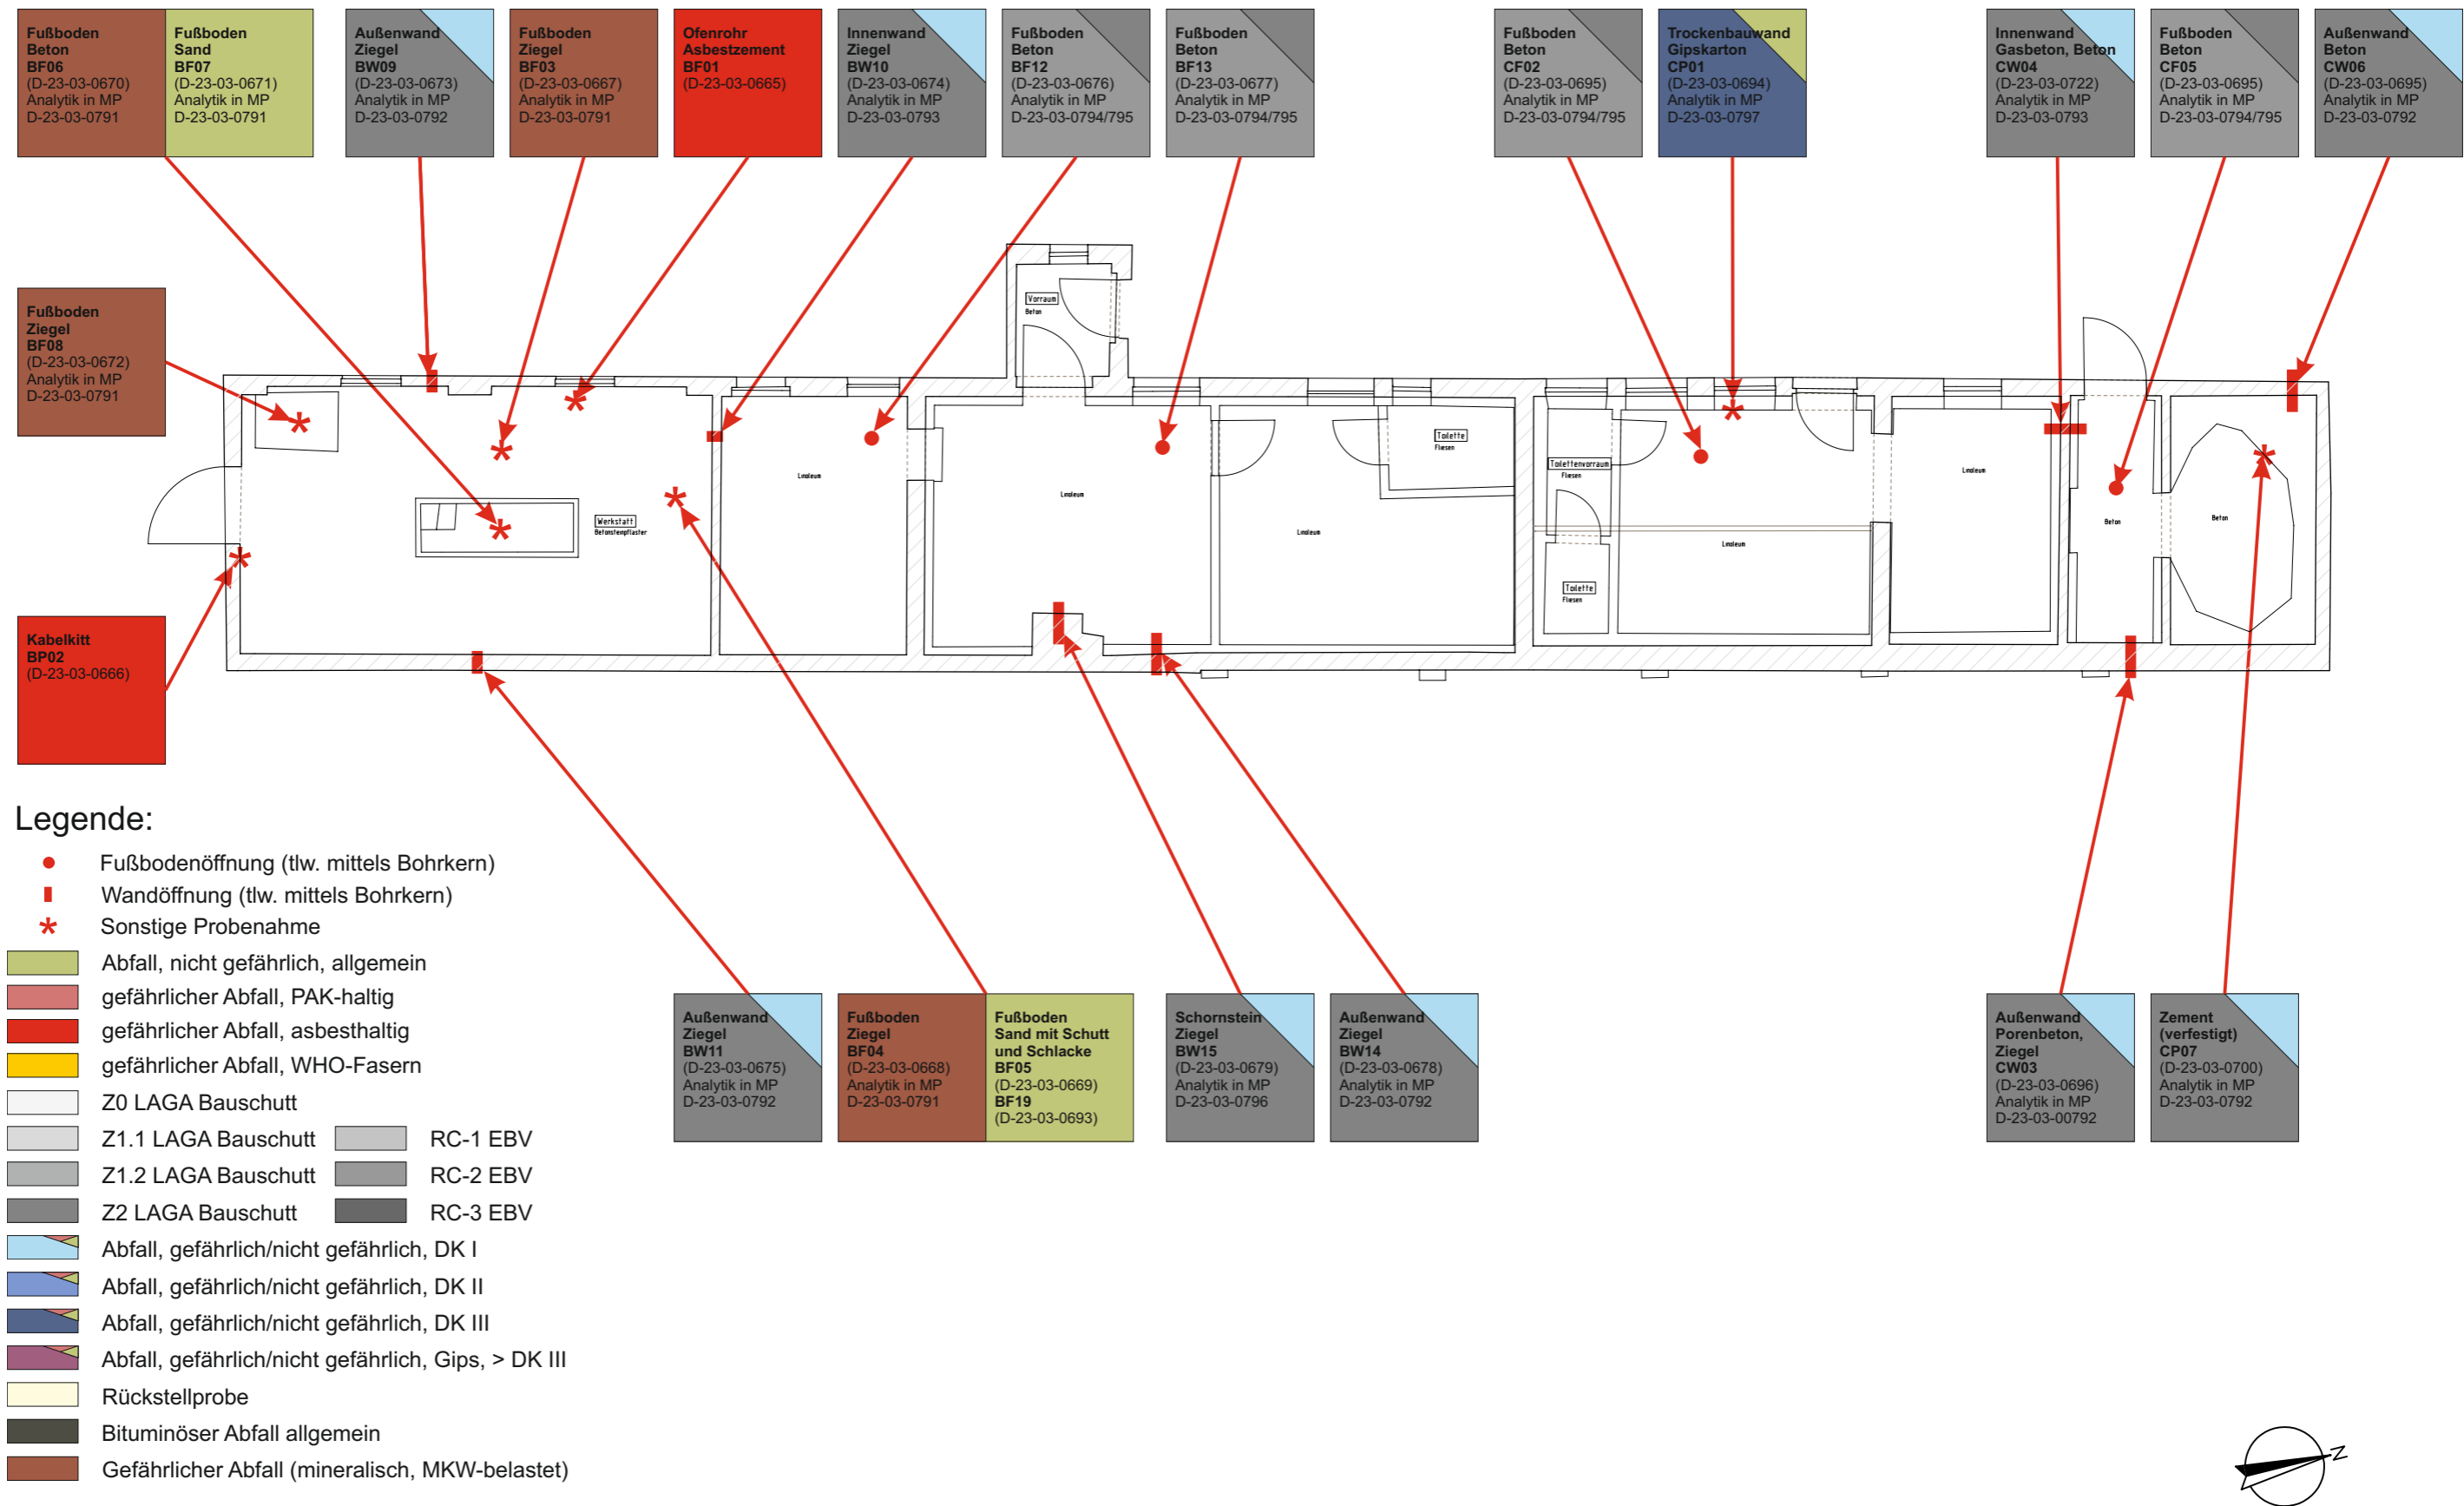 Fußboden
Beton
BF06
(D-23-03-0670)
Analytik in MP
D-23-03-0791
Fußboden
Sand
BF07
(D-23-03-0671)
Analytik in MP
D-23-03-0791
Außenwand
Ziegel
BW09
(D-23-03-0673)
Analytik in MP
D-23-03-0792
Fußboden
Ziegel
BF03
(D-23-03-0667)
Analytik in MP
D-23-03-0791
Ofenrohr
Asbestzement
BF01
(D-23-03-0665)
Innenwand
Ziegel
BW10
(D-23-03-0674)
Analytik in MP
D-23-03-0793
Fußboden
Beton
BF12
(D-23-03-0676)
Analytik in MP
D-23-03-0794/795
Fußboden
Beton
BF13
(D-23-03-0677)
Analytik in MP
D-23-03-0794/795
Fußboden
Beton
CF02
(D-23-03-0695)
Analytik in MP
D-23-03-0794/795
Trockenbauwand
Gipskarton
CP01
(D-23-03-0694)
Analytik in MP
D-23-03-0797
Innenwand
Gasbeton, Beton
CW04
(D-23-03-0722)
Analytik in MP
D-23-03-0793
Fußboden
Beton
CF05
(D-23-03-0695)
Analytik in MP
D-23-03-0794/795
Außenwand
Beton
CW06
(D-23-03-0695)
Analytik in MP
D-23-03-0792
Fußboden
Ziegel
BF08
(D-23-03-0672)
Analytik in MP
D-23-03-0791
Vorraum
Beton
Werkstatt
Betonsteinpflaster
Linoleum
Linoleum
Linoleum
Toilette
Fliesen
Toilettenvorraum
Fliesen
Toilette
Fliesen
Linoleum
Linoleum
Beton
Beton
Kabelkitt
BP02
(D-23-03-0666)
Legende:
Fußbodenöffnung (tlw. mittels Bohrkern)
Wandöffnung (tlw. mittels Bohrkern)
Sonstige Probenahme
Abfall, nicht gefährlich, allgemein
gefährlicher Abfall, PAK-haltig
gefährlicher Abfall, asbesthaltig
gefährlicher Abfall, WHO-Fasern
Z0 LAGA Bauschutt
Z1.1 LAGA Bauschutt
RC-1 EBV
Z1.2 LAGA Bauschutt
RC-2 EBV
Z2 LAGA Bauschutt
RC-3 EBV
Abfall, gefährlich/nicht gefährlich, DK I
Abfall, gefährlich/nicht gefährlich, DK II
Abfall, gefährlich/nicht gefährlich, DK III
Abfall, gefährlich/nicht gefährlich, Gips, > DK III
Rückstellprobe
Bituminöser Abfall allgemein
Gefährlicher Abfall (mineralisch, MKW-belastet)
Außenwand
Ziegel
BW11
(D-23-03-0675)
Analytik in MP
D-23-03-0792
Fußboden
Ziegel
BF04
(D-23-03-0668)
Analytik in MP
D-23-03-0791
Fußboden
Sand mit Schutt
und Schlacke
BF05
(D-23-03-0669)
BF19
(D-23-03-0693)
Schornstein
Ziegel
BW15
(D-23-03-0679)
Analytik in MP
D-23-03-0796
Außenwand
Ziegel
BW14
(D-23-03-0678)
Analytik in MP
D-23-03-0792
Außenwand
Porenbeton,
Ziegel
CW03
(D-23-03-0696)
Analytik in MP
D-23-03-00792
Zement
(verfestigt)
CP07
(D-23-03-0700)
Analytik in MP
D-23-03-0792
N